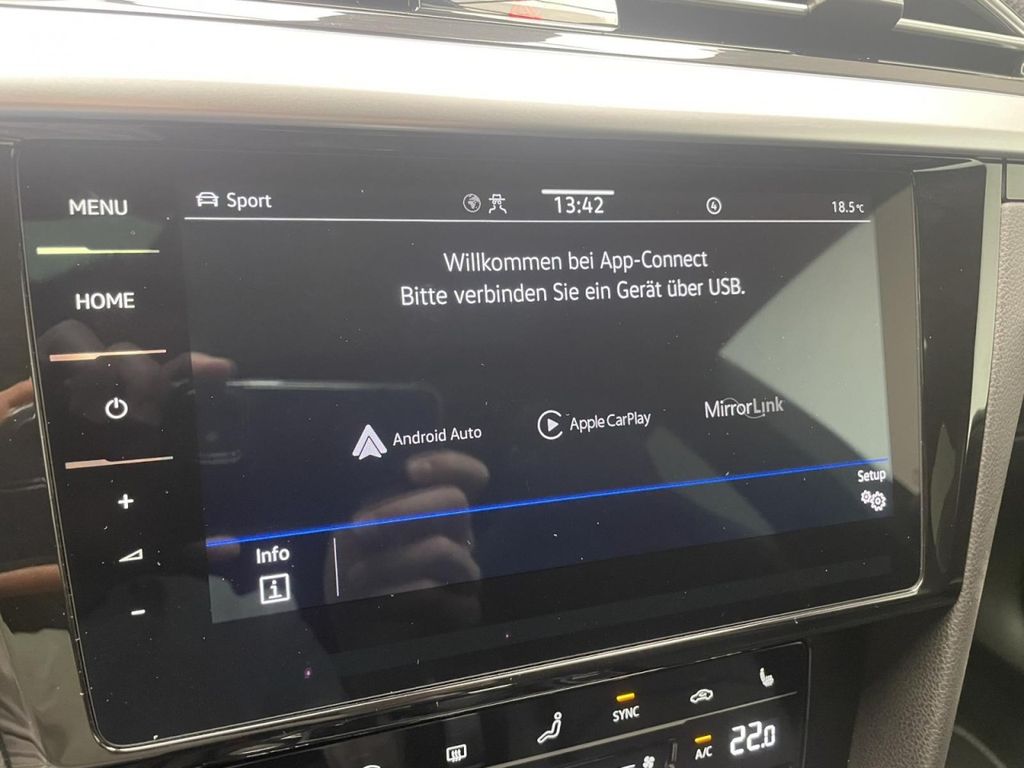 MENU
Sport
13:42
4
18.5°C
HOME
Willkommen bei App-Connect
Bitte verbinden Sie ein Gerät über USB.
Android Auto
Apple CarPlay
MirrorLink
Setup
+
-
Info
i
SYNC
A/C
22.0